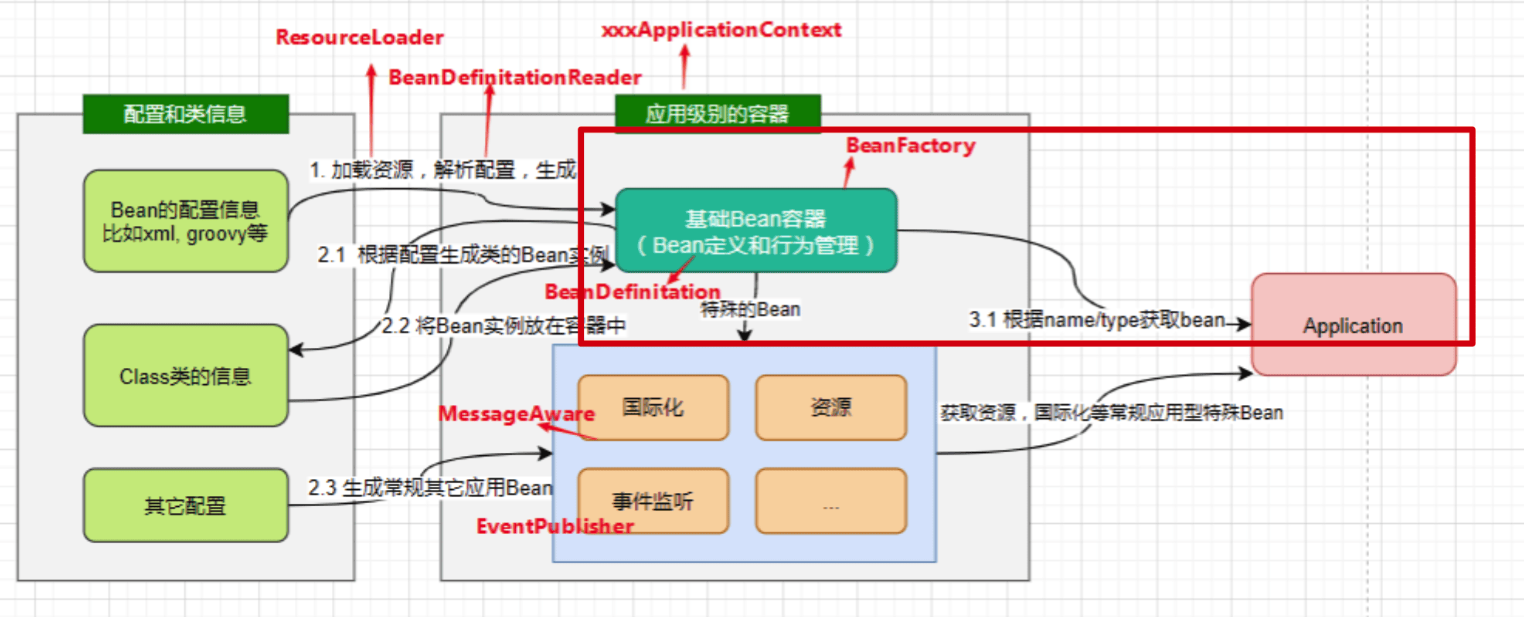 ResourceLoader
xxxApplicationContext
BeanDefinitationReader
配置和类信息
应用级别的容器
BeanFactory
1. 加载资源，解析配置，生成
Bean的配置信息
比如xml, groovy等
基础Bean容器
（Bean定义和行为管理）
2.1 根据配置生成类的Bean实例
BeanDefinitation
特殊的Bean
2.2 将Bean实例放在容器中
3.1 根据name/type获取bean
Application
Class类的信息
国际化
资源
MessageAware
获取资源，国际化等常规应用型特殊Bean
2.3 生成常规其它应用Bean
其它配置
事件监听
...
EventPublisher